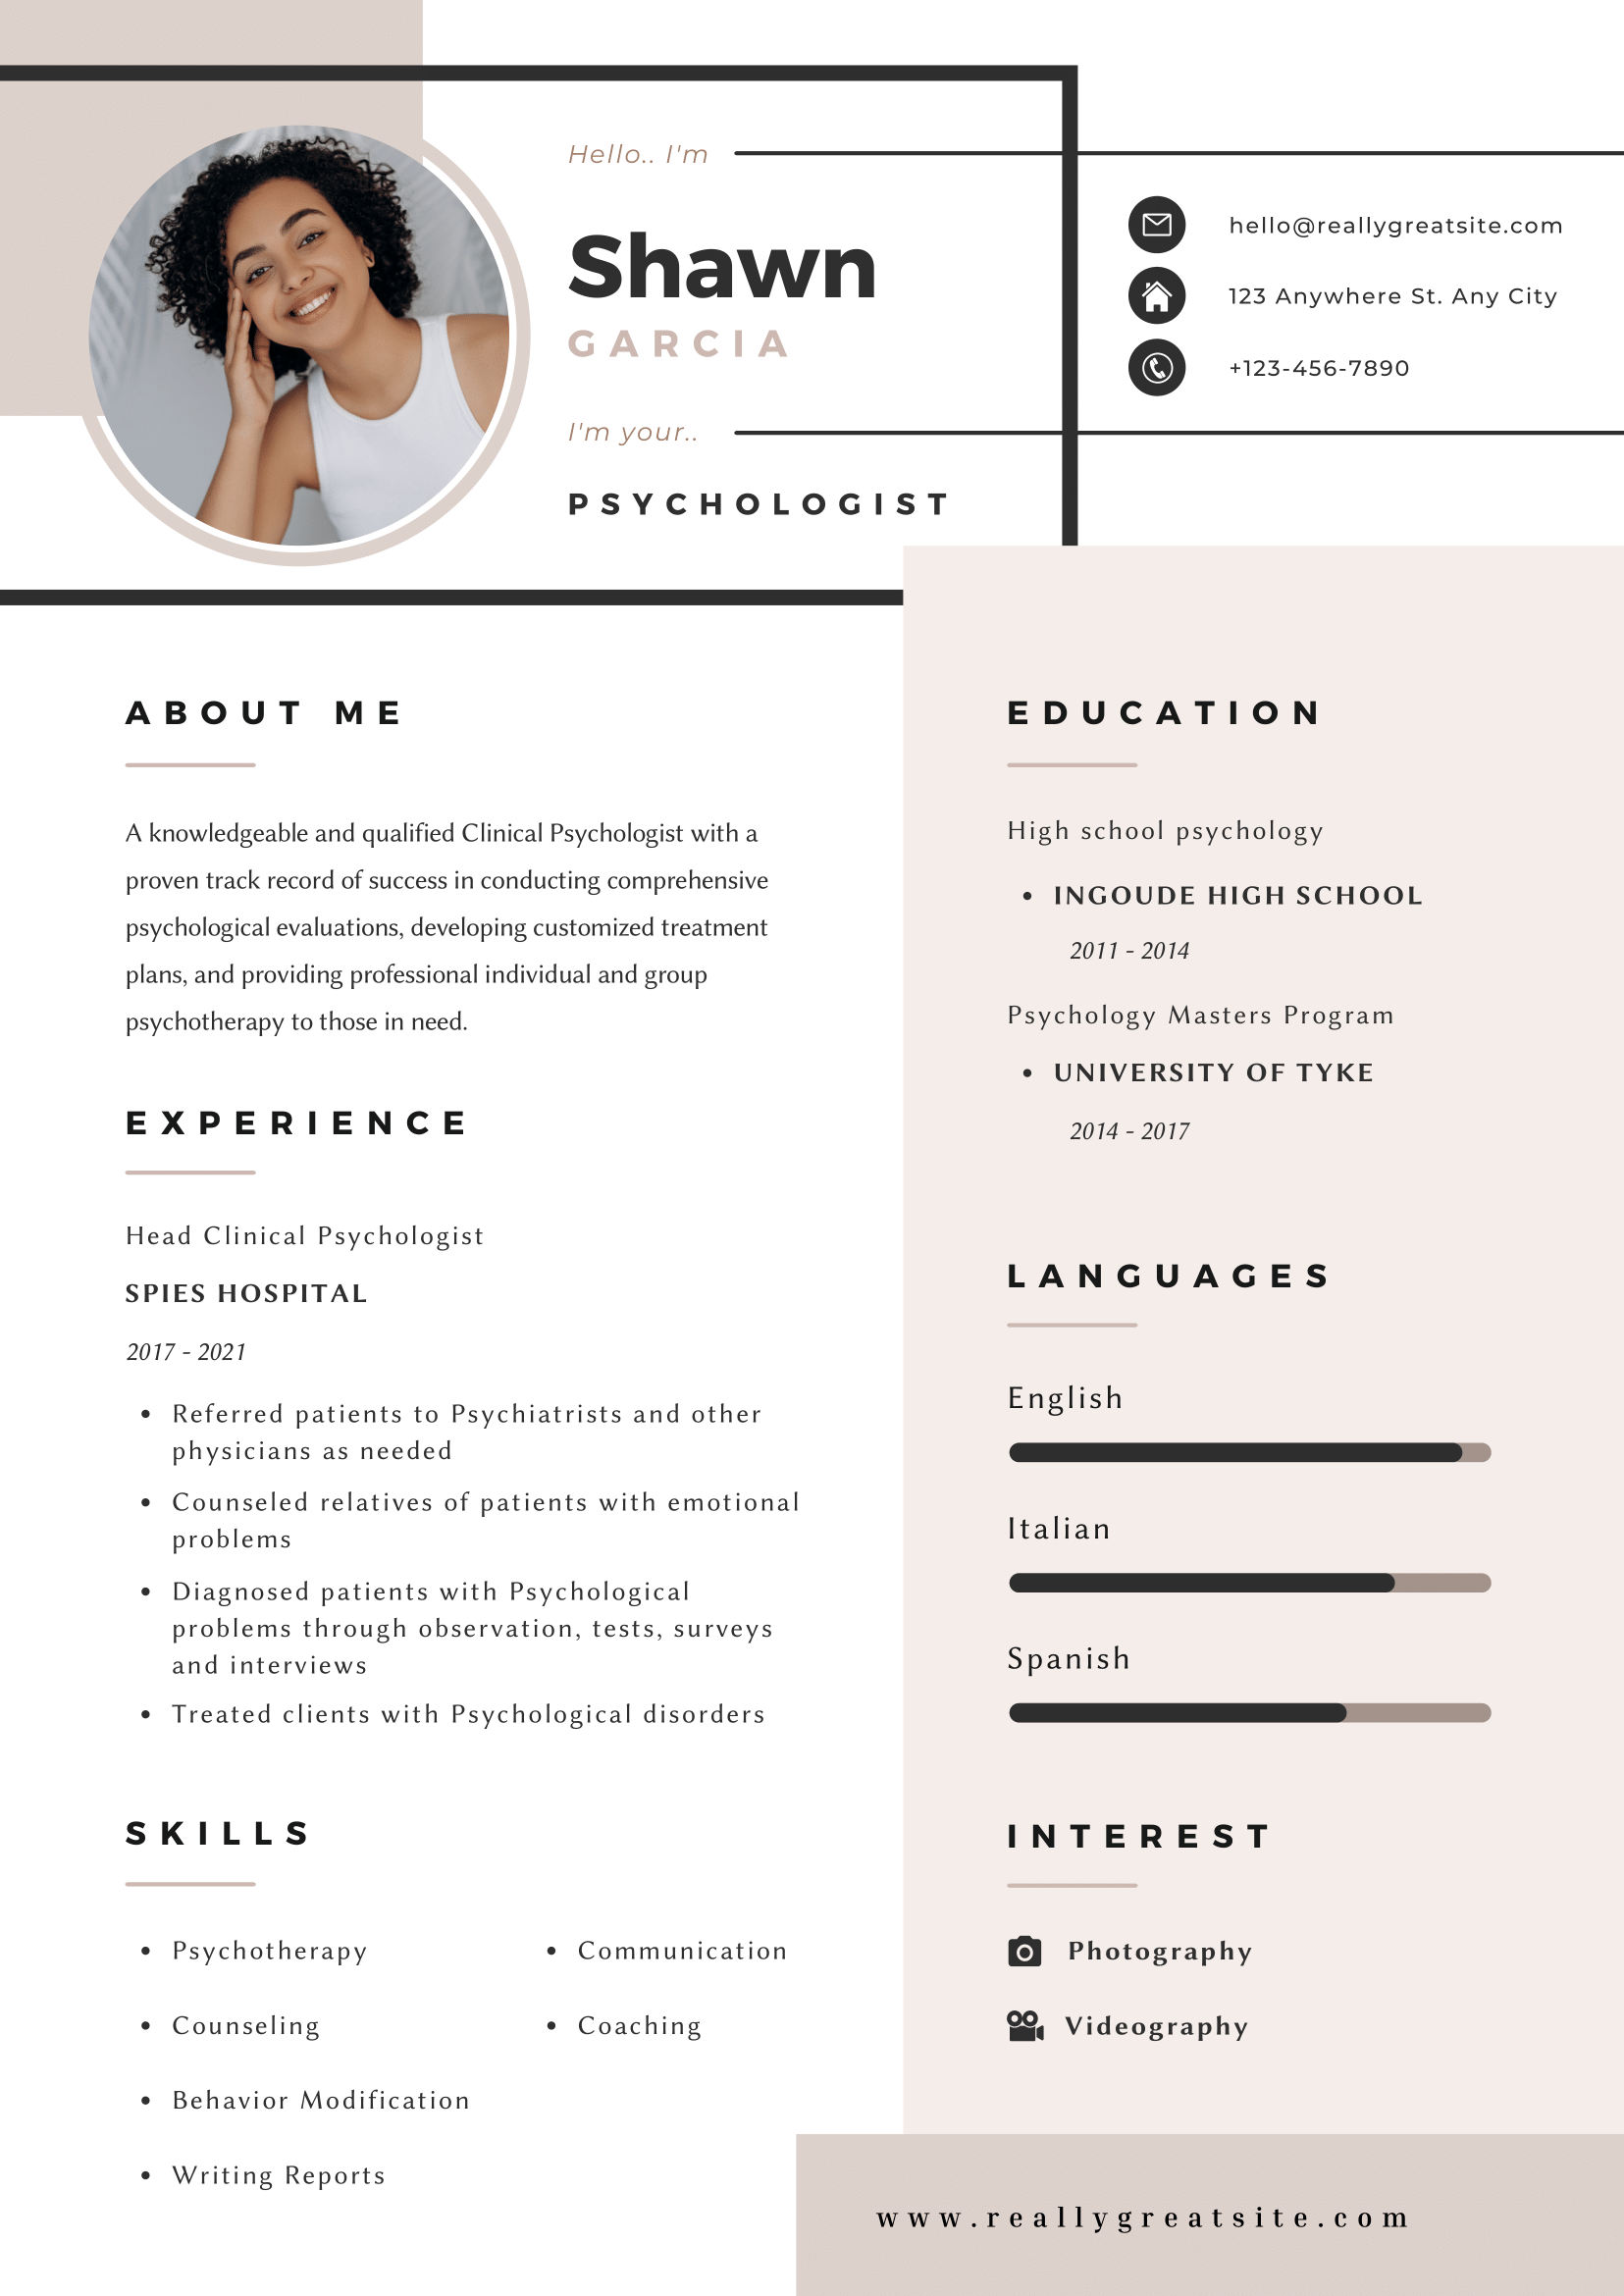 Hello.. I'm
Shawn
GARCIA
I'm your..
PSYCHOLOGIST
hello@reallygreatsite.com
123 Anywhere St. Any City
+123-456-7890
ABOUT ME
A knowledgeable and qualified Clinical Psychologist with a
proven track record of success in conducting comprehensive
psychological evaluations, developing customized treatment
plans, and providing professional individual and group
psychotherapy to those in need.
EXPERIENCE
Head Clinical Psychologist
SPIES HOSPITAL
2017 - 2021
• Referred patients to Psychiatrists and other
physicians as needed
• Counseled relatives of patients with emotional
problems
• Diagnosed patients with Psychological
problems through observation, tests, surveys
and interviews
• Treated clients with Psychological disorders
SKILLS
• Psychotherapy
• Counseling
• Behavior Modification
• Writing Reports
• Communication
• Coaching
EDUCATION
High school psychology
• INGOUDE HIGH SCHOOL
2011 - 2014
Psychology Masters Program
• UNIVERSITY OF TYKE
2014 - 2017
LANGUAGES
English
Italian
Spanish
INTEREST
Photography
Videography
www.reallygreatsite.com